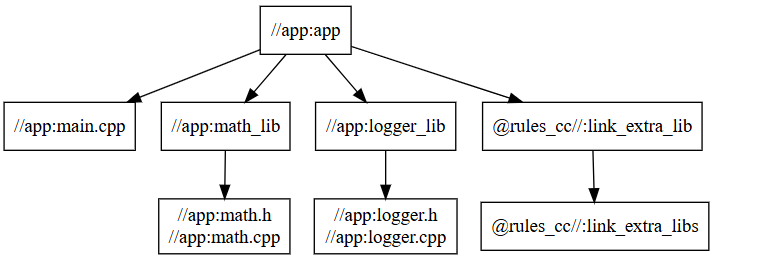 //app:app
//app:main.cpp
//app:math_lib
//app:logger_lib
@rules_cc//:link_extra_lib
//app:math.h
//app:math.cpp
//app:logger.h
//app:logger.cpp
@rules_cc//:link_extra_libs